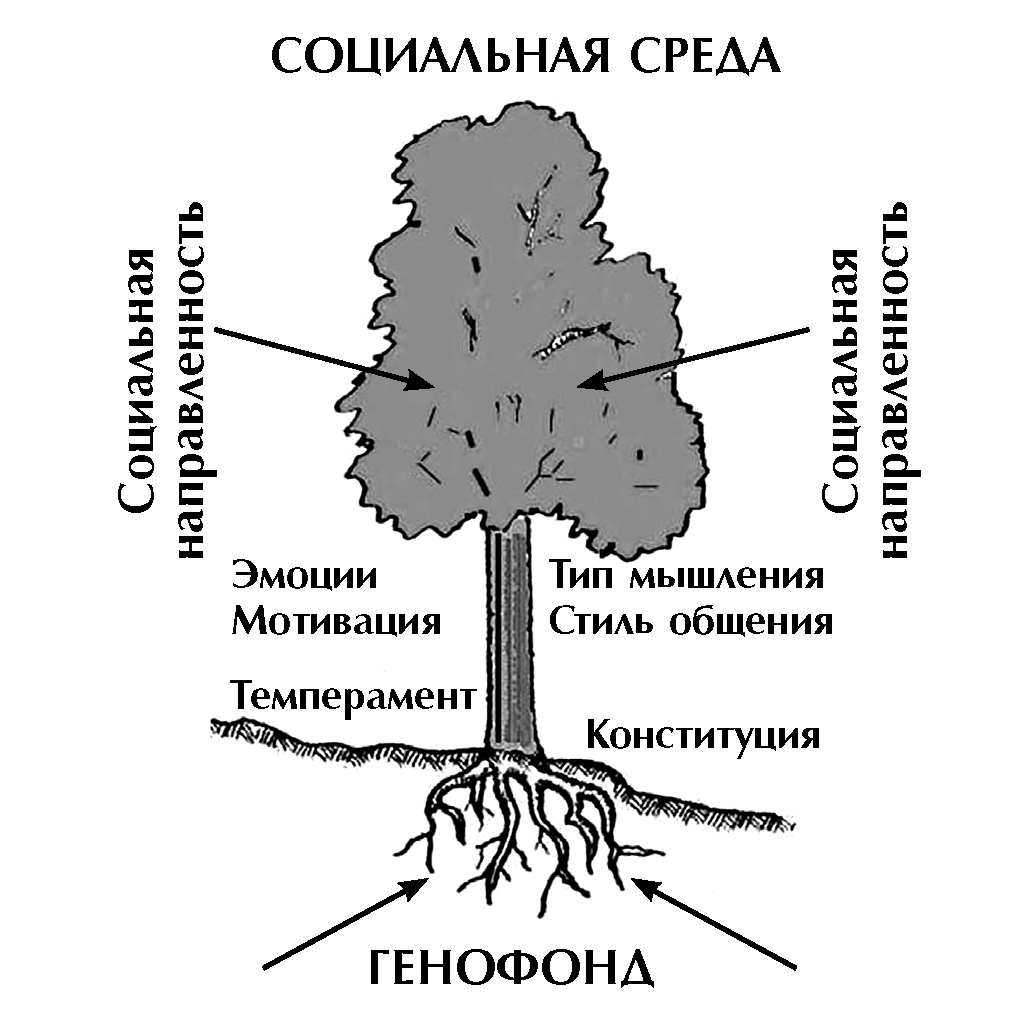 СОЦИАЛЬНАЯ СРЕДА
Социальная
направленность
Социальная
направленность
Эмоции
Мотивация
Тип мышления
Стиль общения
Темперамент
Конституция
ГЕНОФОНД